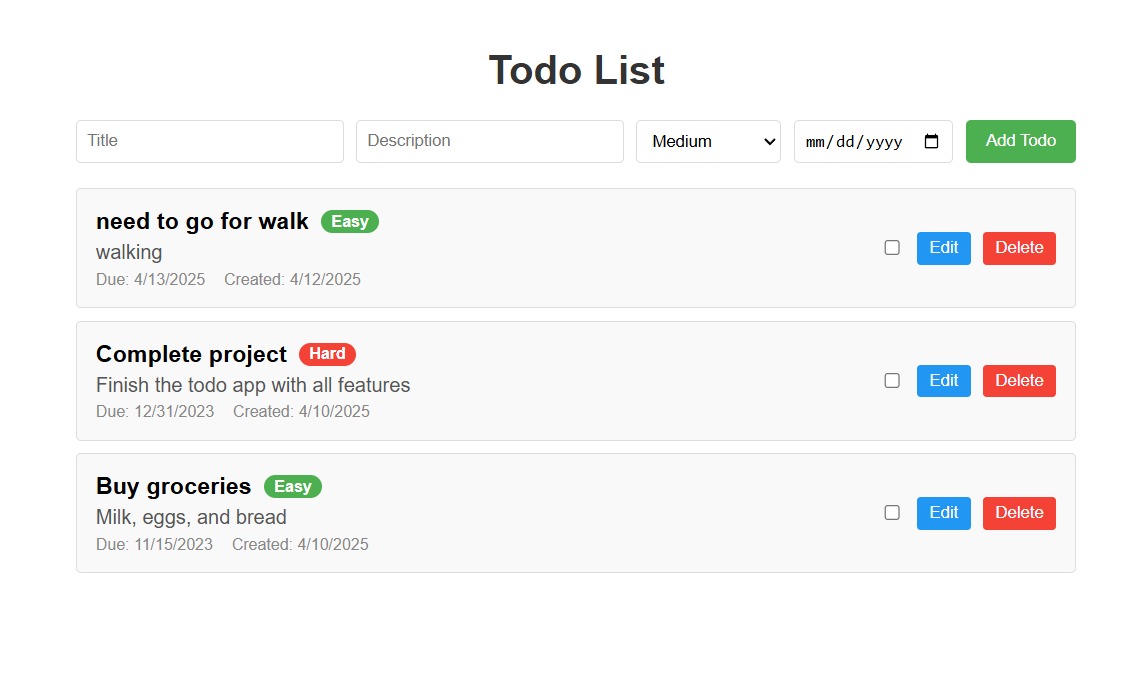 Todo List
Title Description Medium mm/dd/yyyy Add Todo
need to go for walk Easy
walking
Due: 4/13/2025 Created: 4/12/2025
Edit Delete
Complete project Hard
Finish the todo app with all features
Due: 12/31/2023 Created: 4/10/2025
Edit Delete
Buy groceries Easy
Milk, eggs, and bread
Due: 11/15/2023 Created: 4/10/2025
Edit Delete